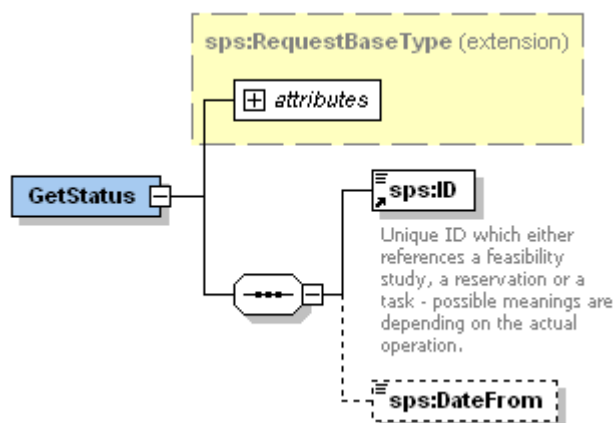 sps:RequestBaseType (extension)
attributes
GetStatus
sps:ID
Unique ID which either
references a feasibility
study, a reservation or a
task - possible meanings are
depending on the actual
operation.
sps:DateFrom